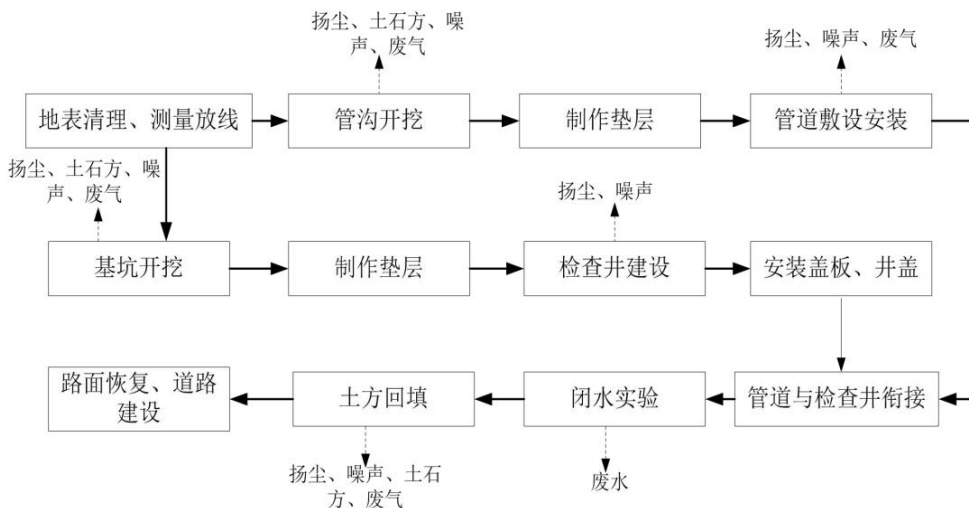 扬尘、土石方、噪
声、废气
扬尘、噪声、废气
地表清理、测量放线
管沟开挖
制作垫层
管道敷设安装
扬尘、土石方、噪
声、废气
扬尘、噪声
基坑开挖
制作垫层
检查井建设
安装盖板、井盖
路面恢复、道路
建设
土方回填
闭水实验
管道与检查井衔接
扬尘、噪声、土石
方、废气
废水